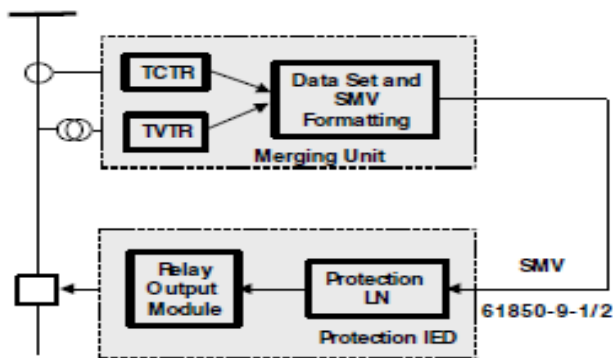 TCTR
TVTR
Data Set and
SMV
Formatting
Merging Unit
Relay
Output
Module
Protection
LN
Protection IED
SMV
61850-9-1/2